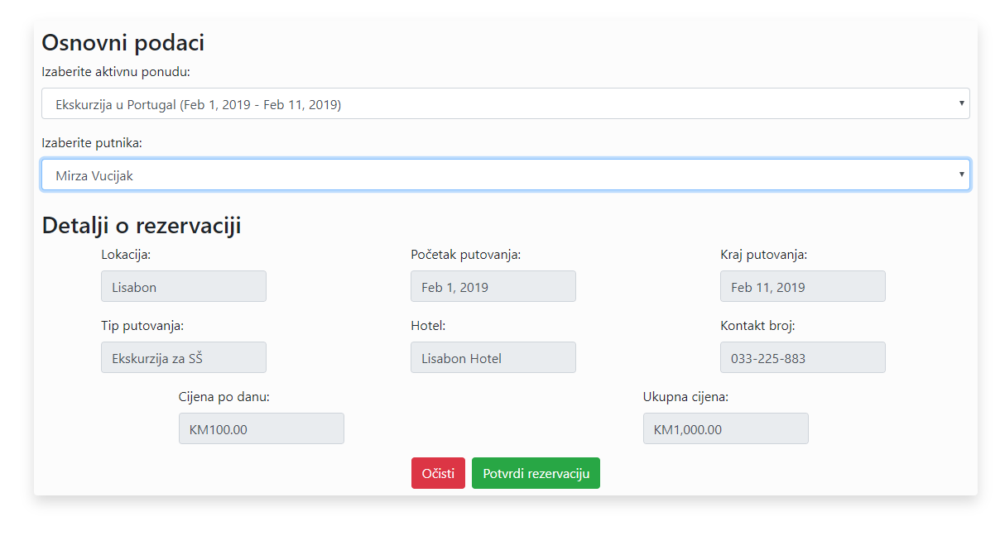 Osnovni podaci
Izaberite aktivnu ponudu:
Ekskurzija u Portugal (Feb 1, 2019 - Feb 11, 2019)
Izaberite putnika:
Mirza Vucijak
Detalji o rezervaciji
Lokacija: Početak putovanja: Kraj putovanja:
Lisabon Feb 1, 2019 Feb 11, 2019
Tip putovanja: Hotel: Kontakt broj:
Ekskurzija za SŠ Lisabon Hotel 033-225-883
Cijena po danu: Ukupna cijena:
KM100.00 KM1,000.00
Očisti Potvrdi rezervaciju